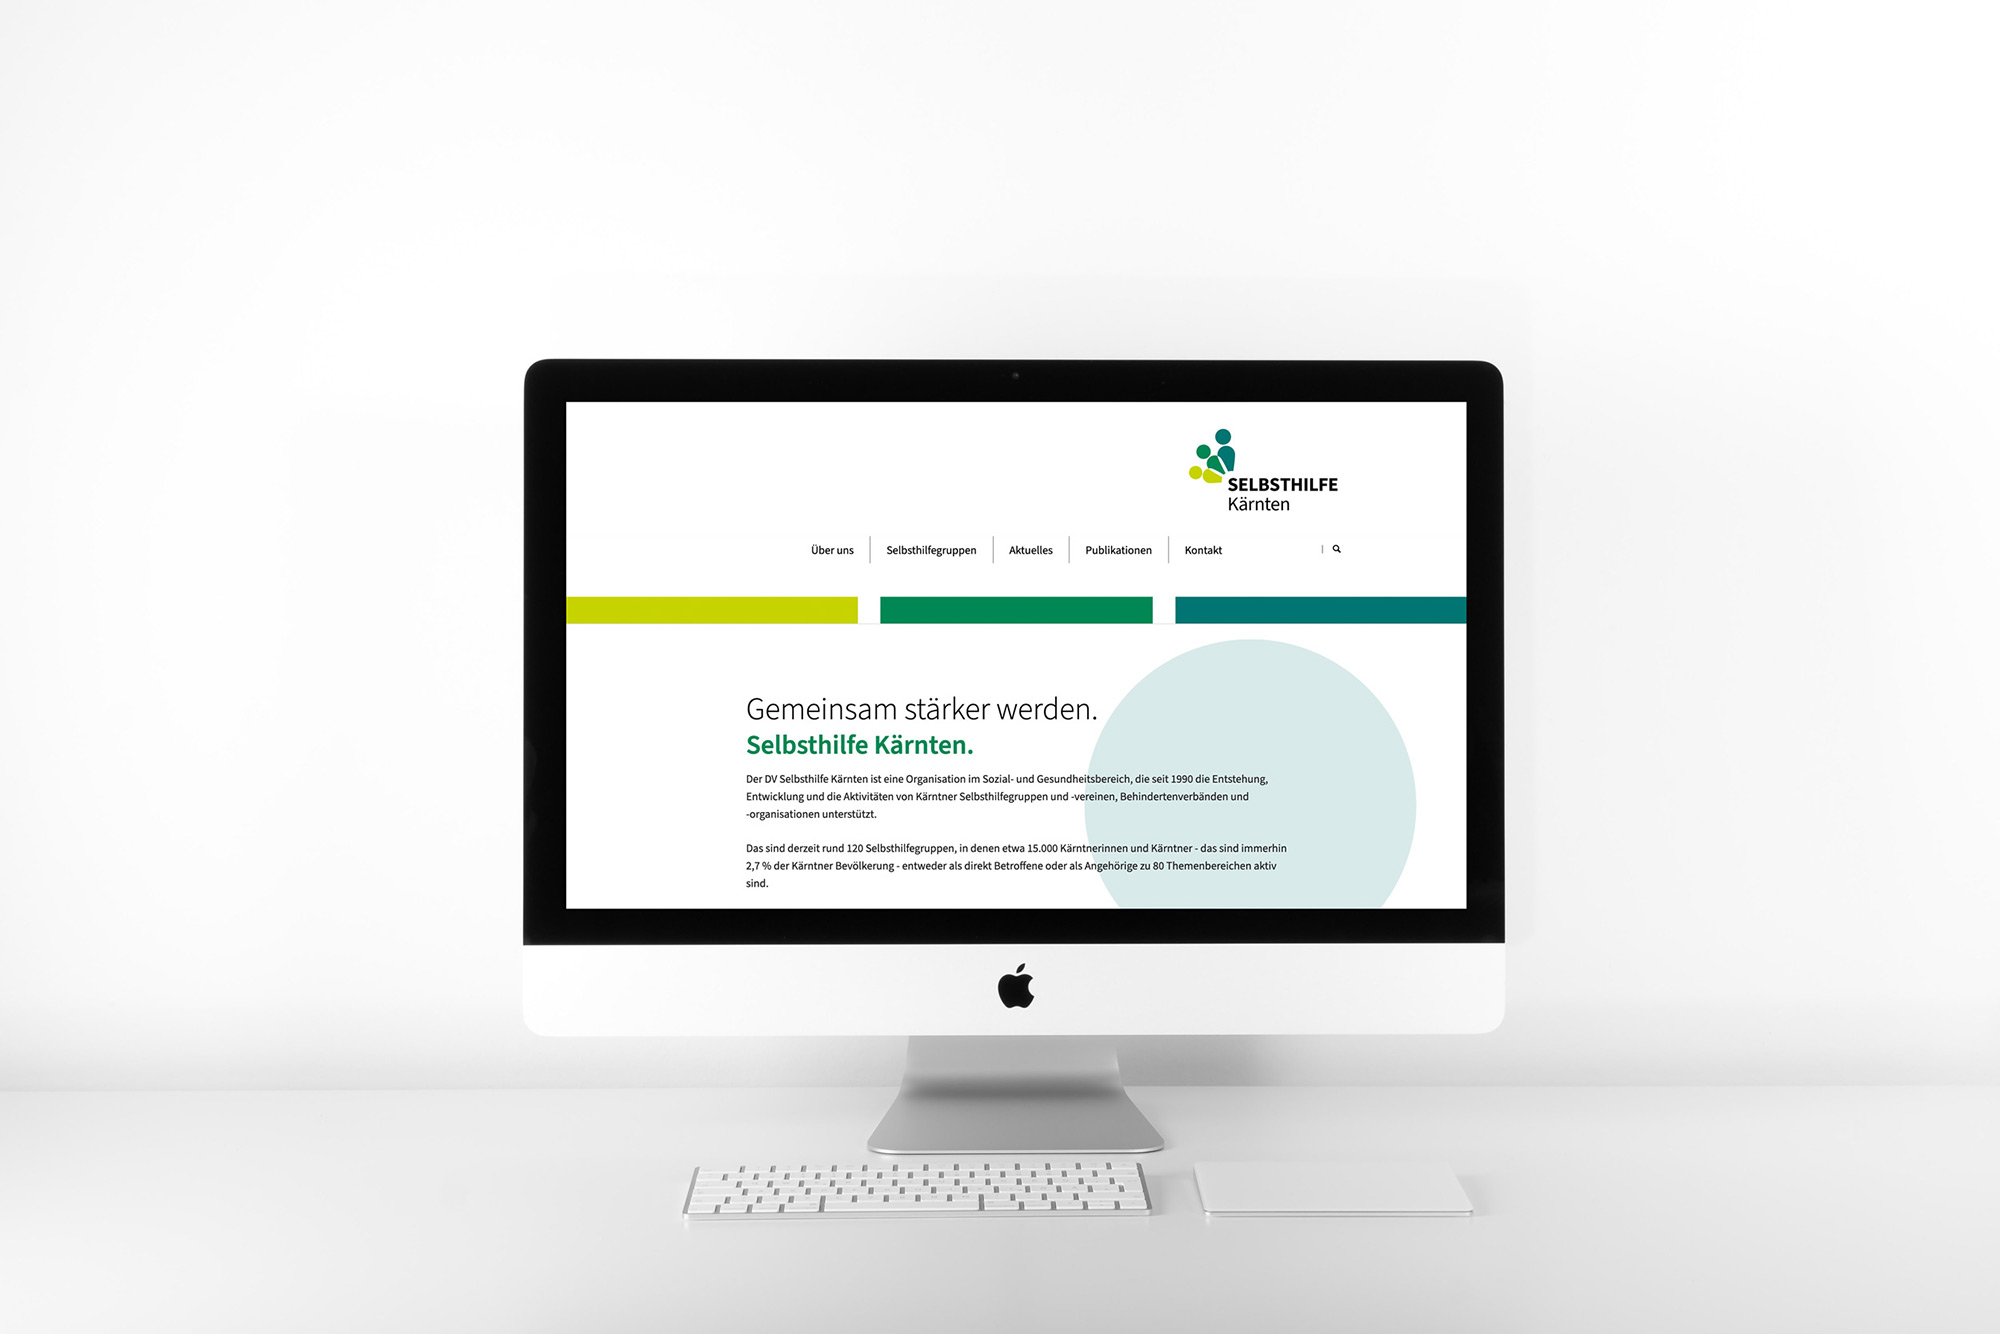 SELBSTHILFE
Kärnten
Über uns
Selbsthilfegruppen
Aktuelles
Publikationen
Kontakt
Gemeinsam stärker werden.
Selbsthilfe Kärnten.
Der DV Selbsthilfe Kärnten ist eine Organisation im Sozial- und Gesundheitsbereich, die seit 1990 die Entstehung,
Entwicklung und die Aktivitäten von Kärntner Selbsthilfegruppen und -vereinen, Behindertenverbänden und
-organisationen unterstützt.
Das sind derzeit rund 120 Selbsthilfegruppen, in denen etwa 15.000 Kärntnerinnen und Kärntner - das sind immerhin
2,7 % der Kärntner Bevölkerung - entweder als direkt Betroffene oder als Angehörige zu 80 Themenbereichen aktiv
sind.